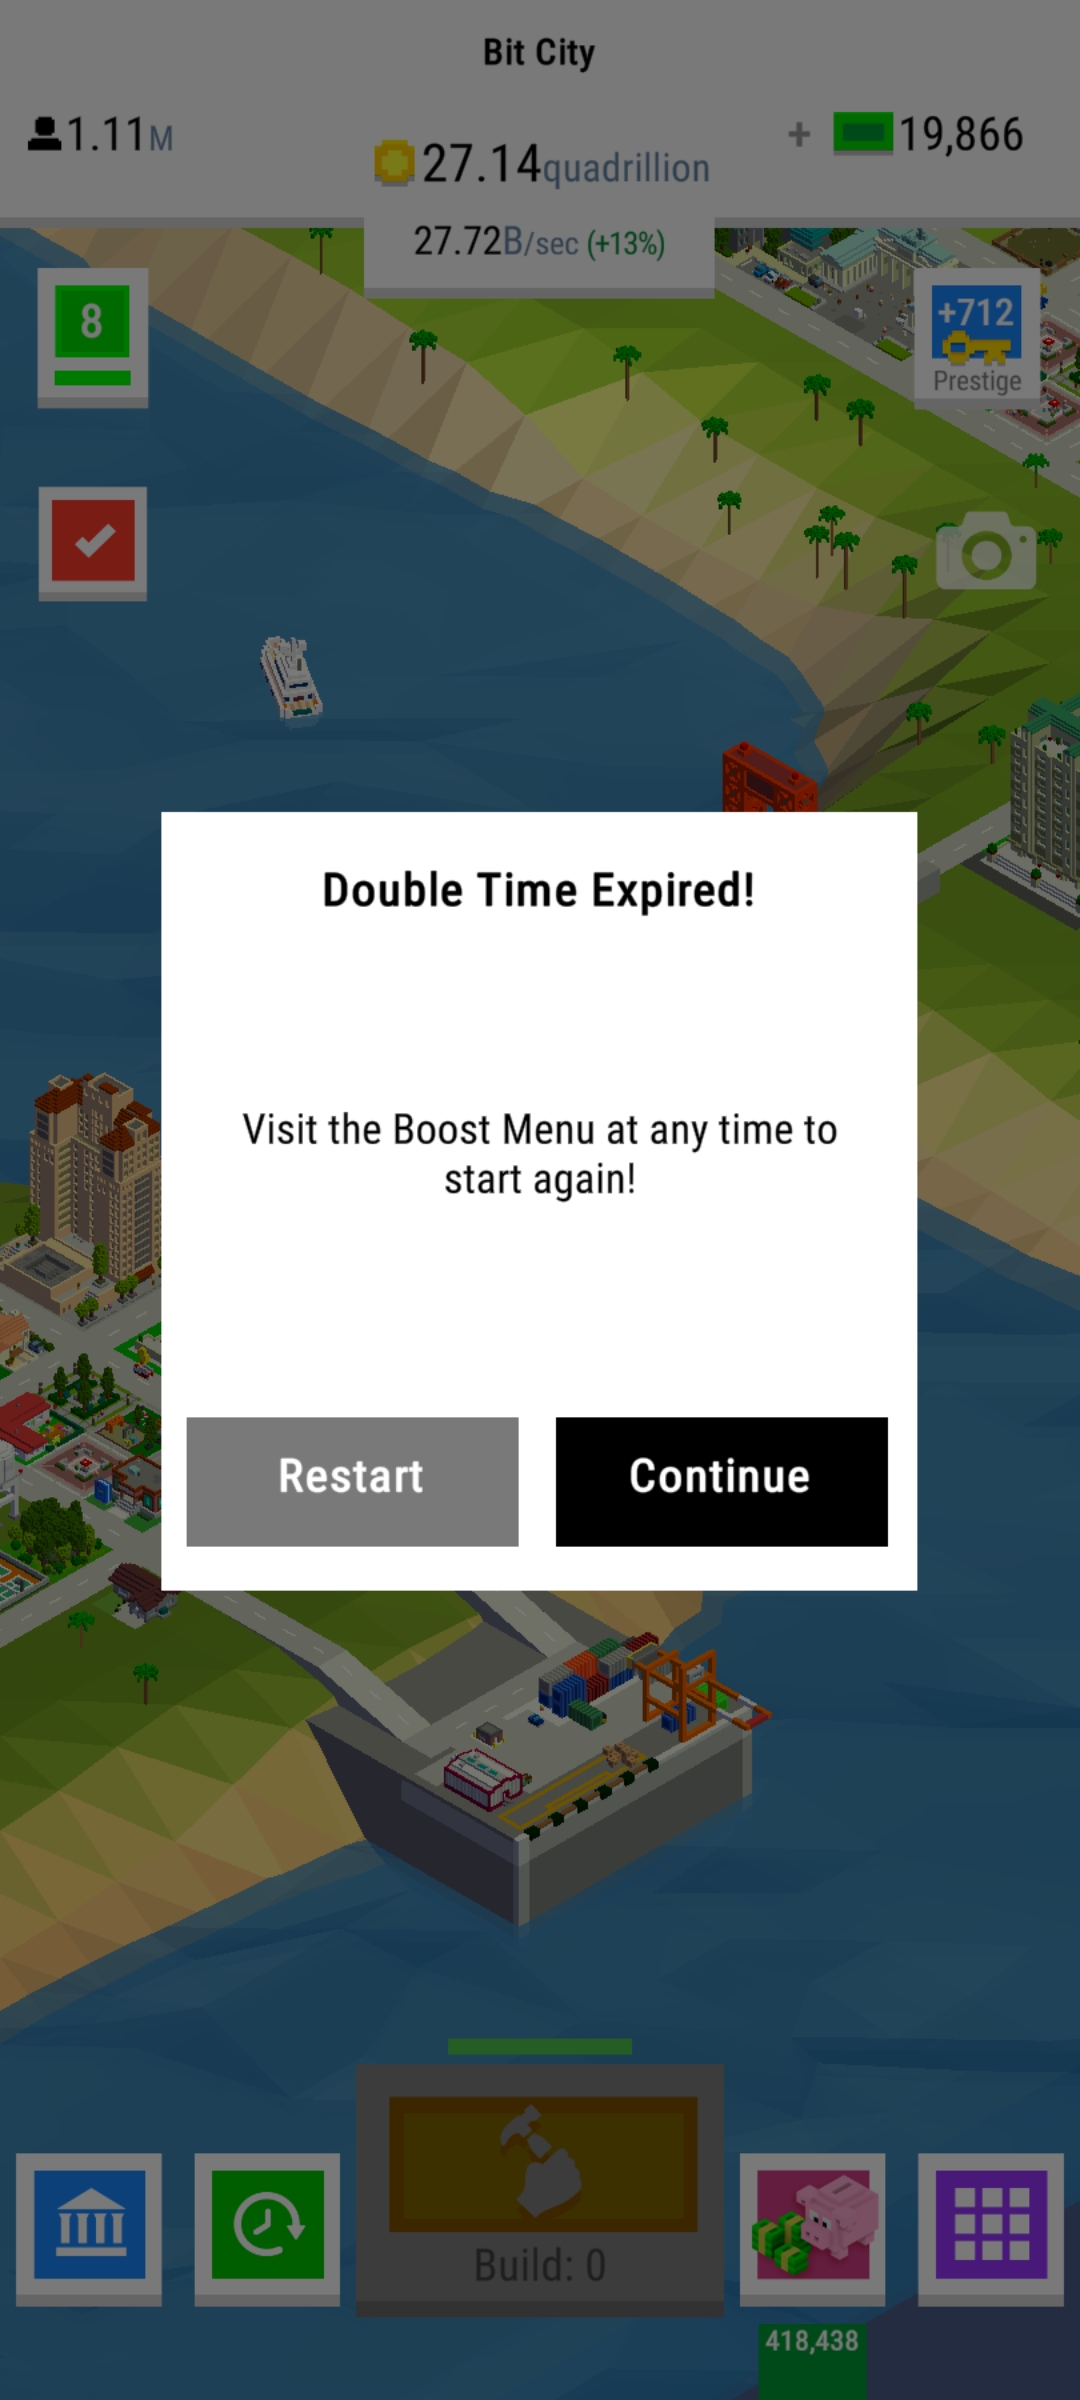 Bit City
1.11M
27.14quadrillion
+ 19,866
27.72B/sec (+13%)
8
+712
Prestige
Double Time Expired!
Visit the Boost Menu at any time to
start again!
Restart
Continue
Build: 0
418,438